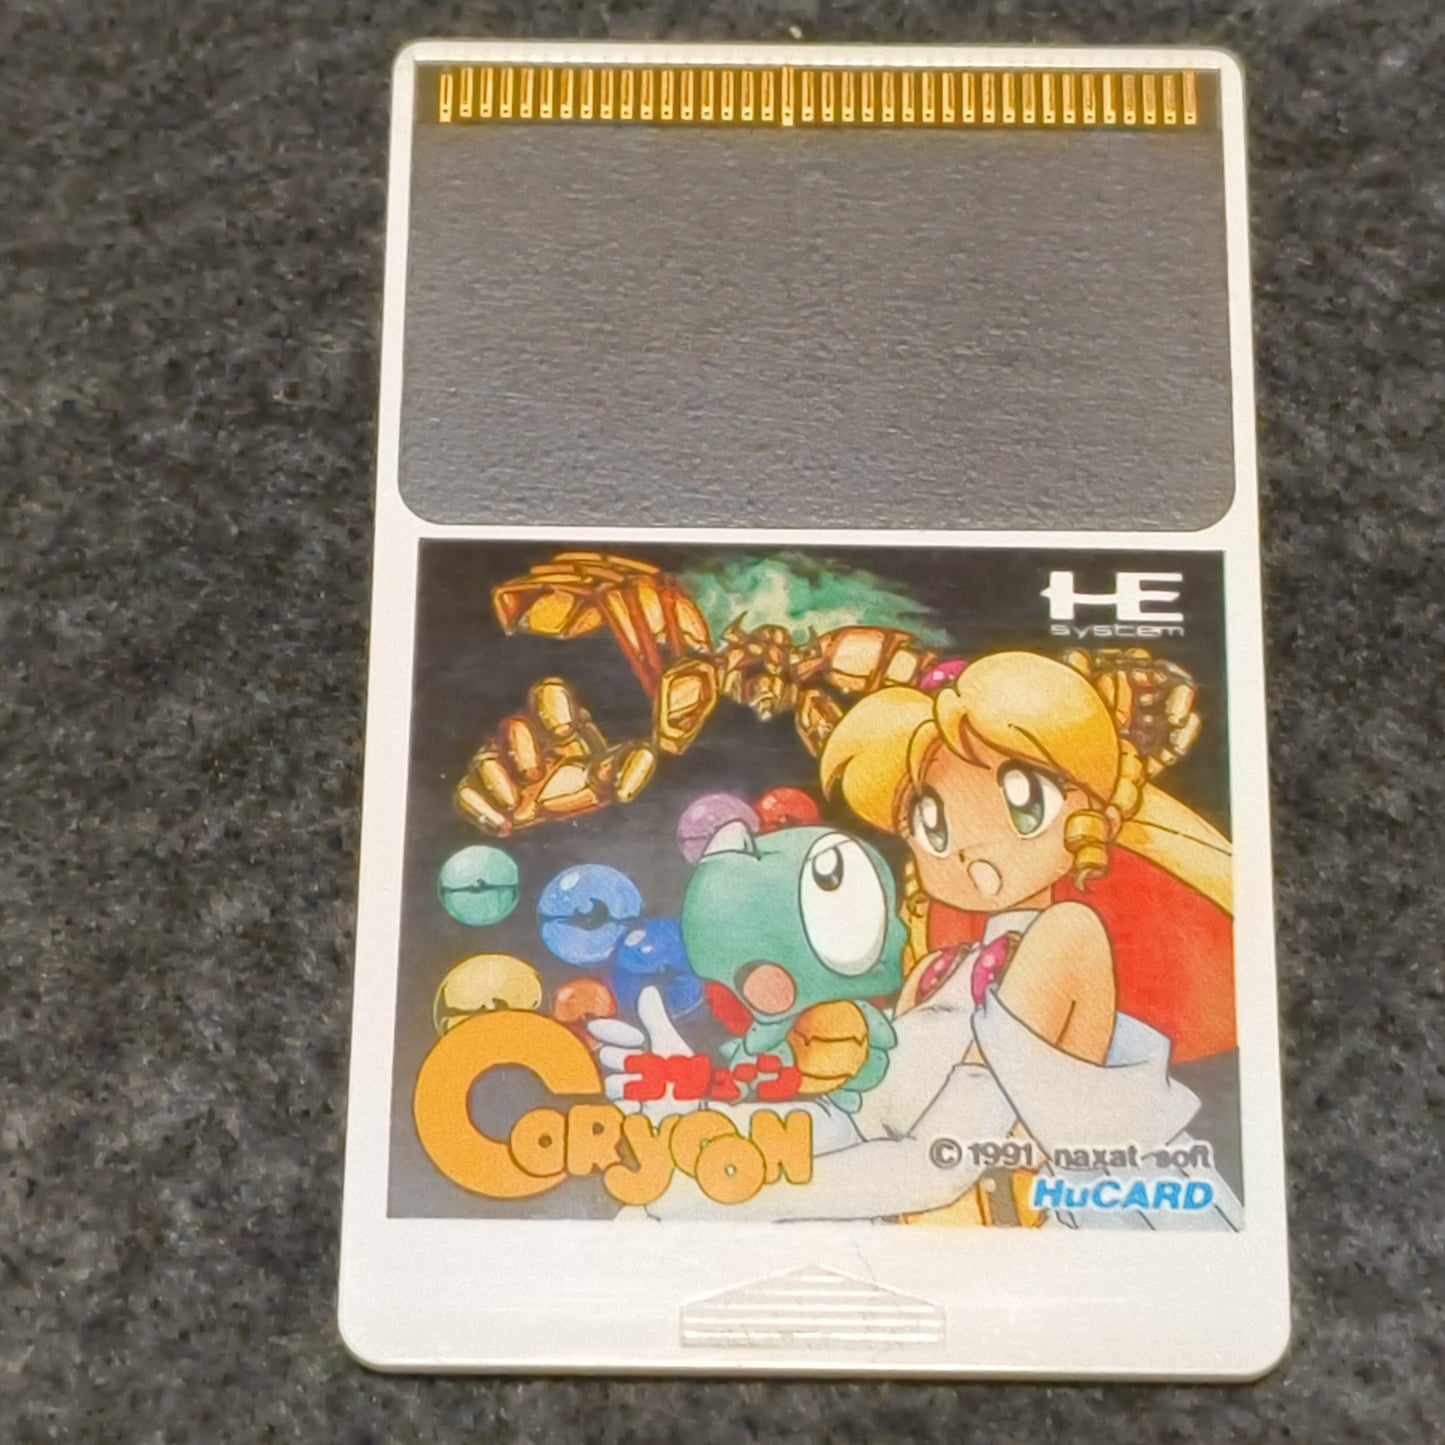 HE
system
コリューン
CORYOON
© 1991 naxat soft
HuCARD